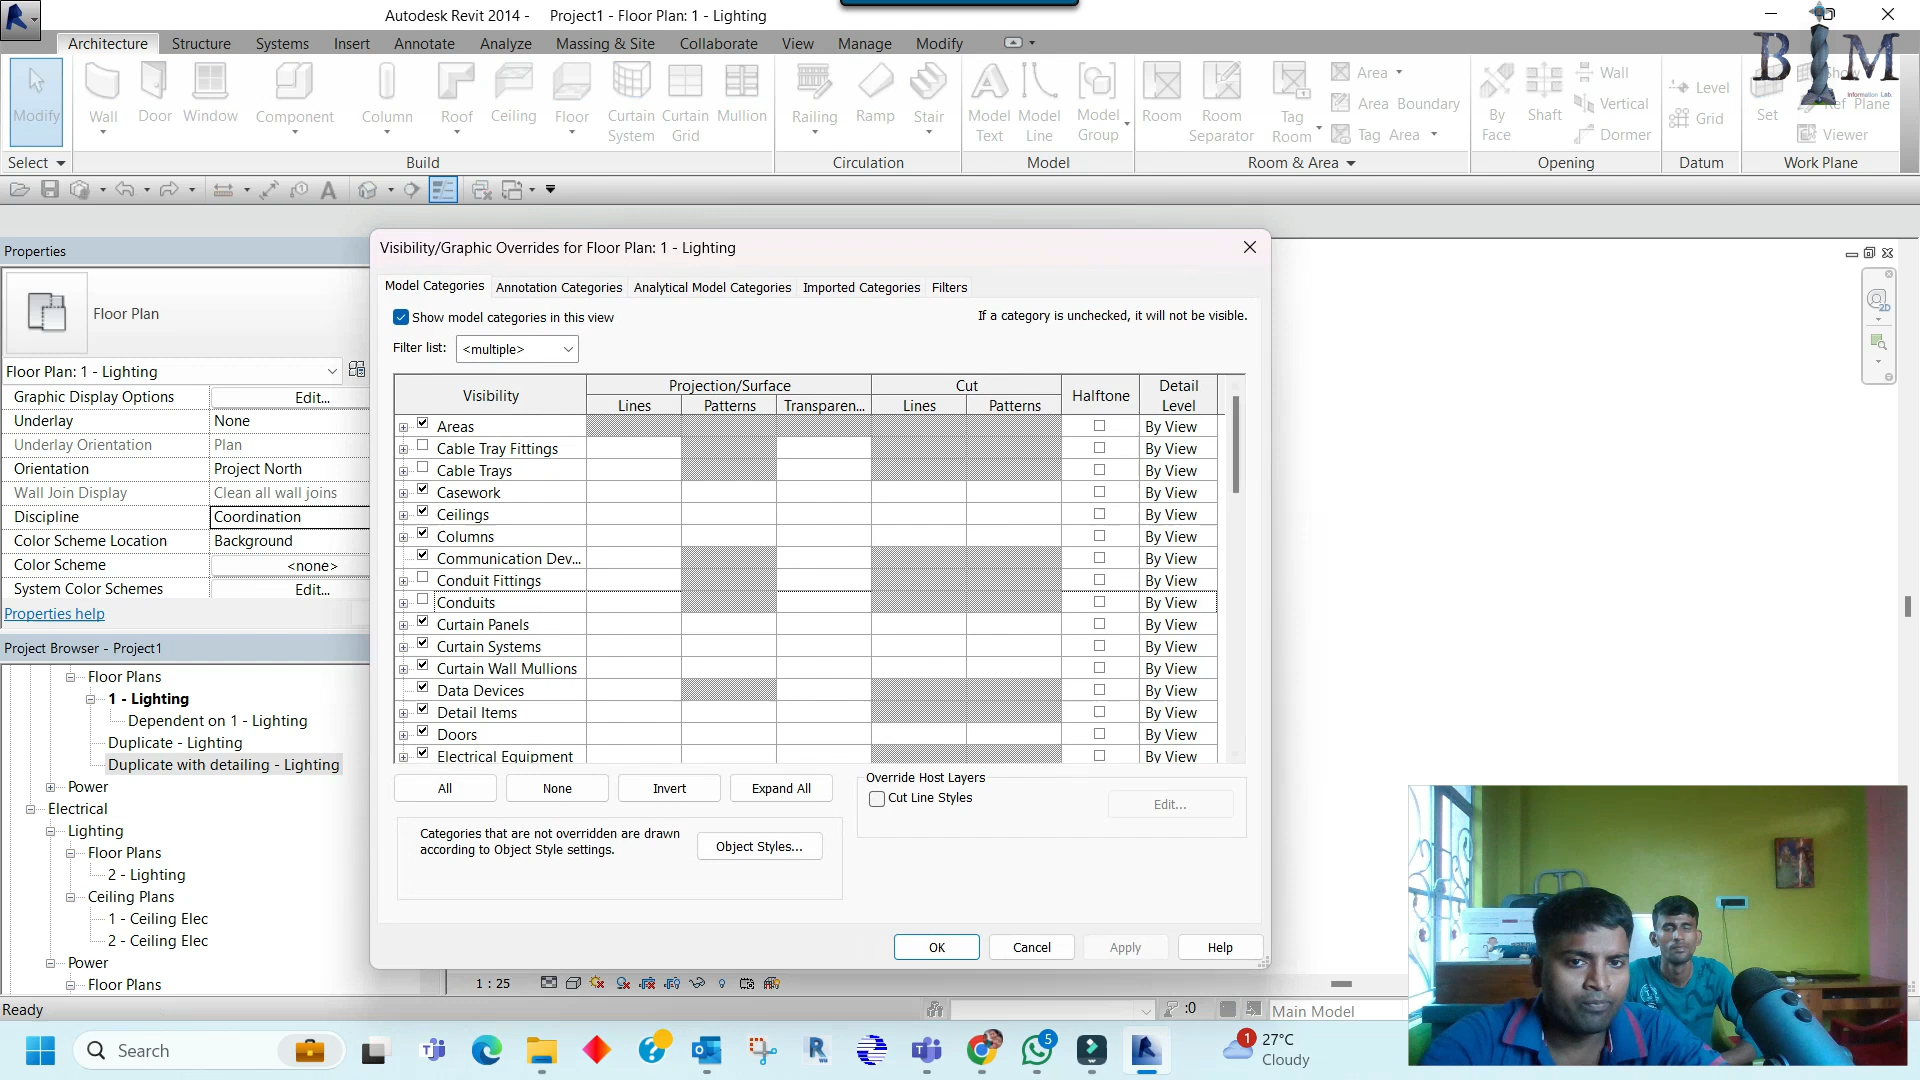 Autodesk Revit 2014 - Project1 - Floor Plan: 1 - Lighting
Architecture Structure Systems Insert Annotate Analyze Massing & Site Collaborate View Manage Modify
Modify
Wall
Door
Window
Component
Column
Roof
Ceiling
Floor
Curtain System
Curtain Grid
Mullion
Railing
Ramp
Stair
Model Text
Model Line
Model Group
Room
Room Separator
Tag Room
Area
Area Boundary
Tag Area
By Face
Shaft
Wall
Vertical
Dormer
Level
Grid
Set
Show
Ref Plane
Viewer
BIM
Information Lab.
Select Build Circulation Model Room & Area Opening Datum Work Plane
Properties
Floor Plan
Floor Plan: 1 - Lighting
Graphic Display Options Edit...
Underlay None
Underlay Orientation Plan
Orientation Project North
Wall Join Display Clean all wall joins
Discipline Coordination
Color Scheme Location Background
Color Scheme <none>
System Color Schemes Edit...
Properties help
Project Browser - Project1
Floor Plans
1 - Lighting
Dependent on 1 - Lighting
Duplicate - Lighting
Duplicate with detailing - Lighting
Power
Electrical
Lighting
Floor Plans
2 - Lighting
Ceiling Plans
1 - Ceiling Elec
2 - Ceiling Elec
Power
Floor Plans
Visibility/Graphic Overrides for Floor Plan: 1 - Lighting
Model Categories Annotation Categories Analytical Model Categories Imported Categories Filters
Show model categories in this view
If a category is unchecked, it will not be visible.
Filter list: <multiple>
Visibility Projection/Surface Cut Halftone Detail Level
Lines Patterns Transparen... Lines Patterns
Areas By View
Cable Tray Fittings By View
Cable Trays By View
Casework By View
Ceilings By View
Columns By View
Communication Dev... By View
Conduit Fittings By View
Conduits By View
Curtain Panels By View
Curtain Systems By View
Curtain Wall Mullions By View
Data Devices By View
Detail Items By View
Doors By View
Electrical Equipment By View
All None Invert Expand All
Override Host Layers
Cut Line Styles
Edit...
Categories that are not overridden are drawn
according to Object Style settings.
Object Styles...
OK Cancel Apply Help
1 : 25
Ready
:0
Main Model
Search
5
1
27°C
Cloudy